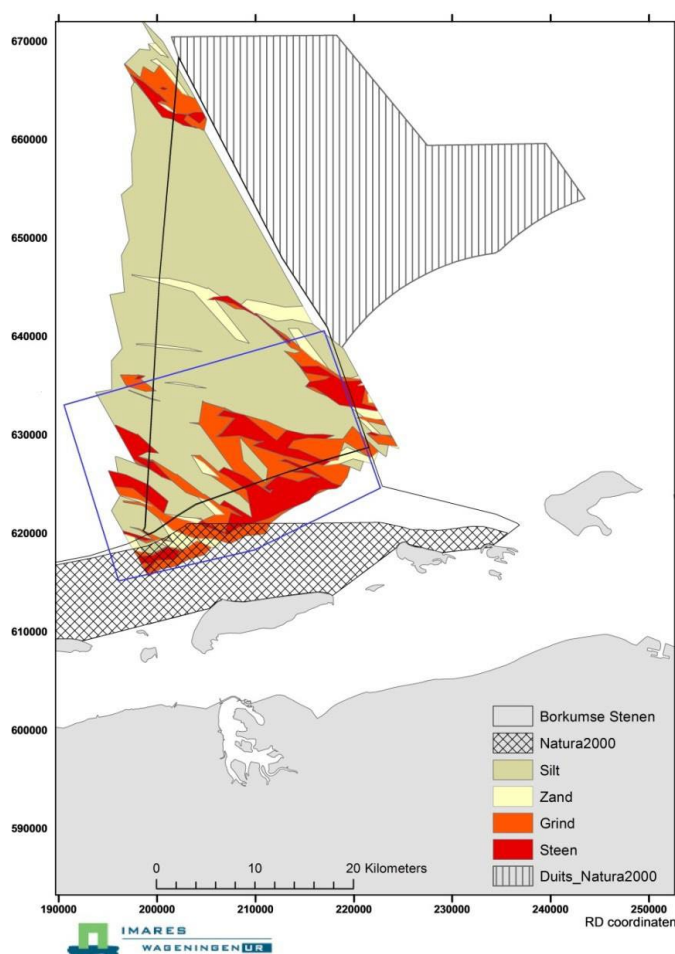 670000
660000
650000
640000
630000
620000
610000
600000
590000
Borkumse Stenen
Natura2000
Silt
Zand
Grind
Steen
Duits_Natura2000
0 10 20 Kilometers
190000 200000 210000 220000 230000 240000 250000
RD coordinaten
IMARES
WAGENINGEN UR